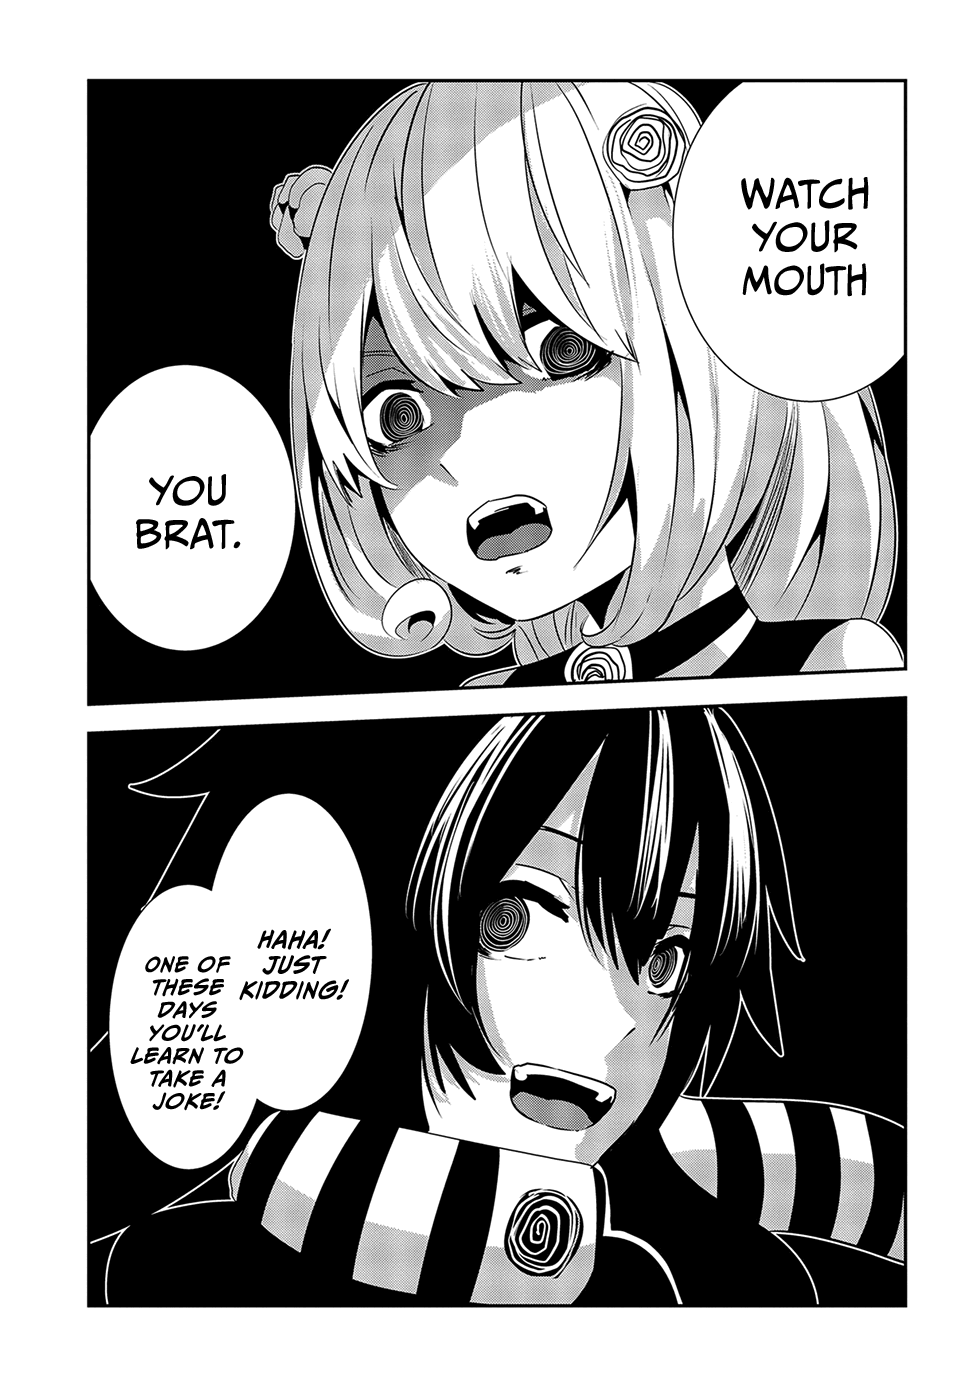 WATCH
YOUR
MOUTH
YOU
BRAT.
HAHA!
JUST
KIDDING!
ONE OF
THESE
DAYS
YOU'LL
LEARN TO
TAKE A
JOKE!